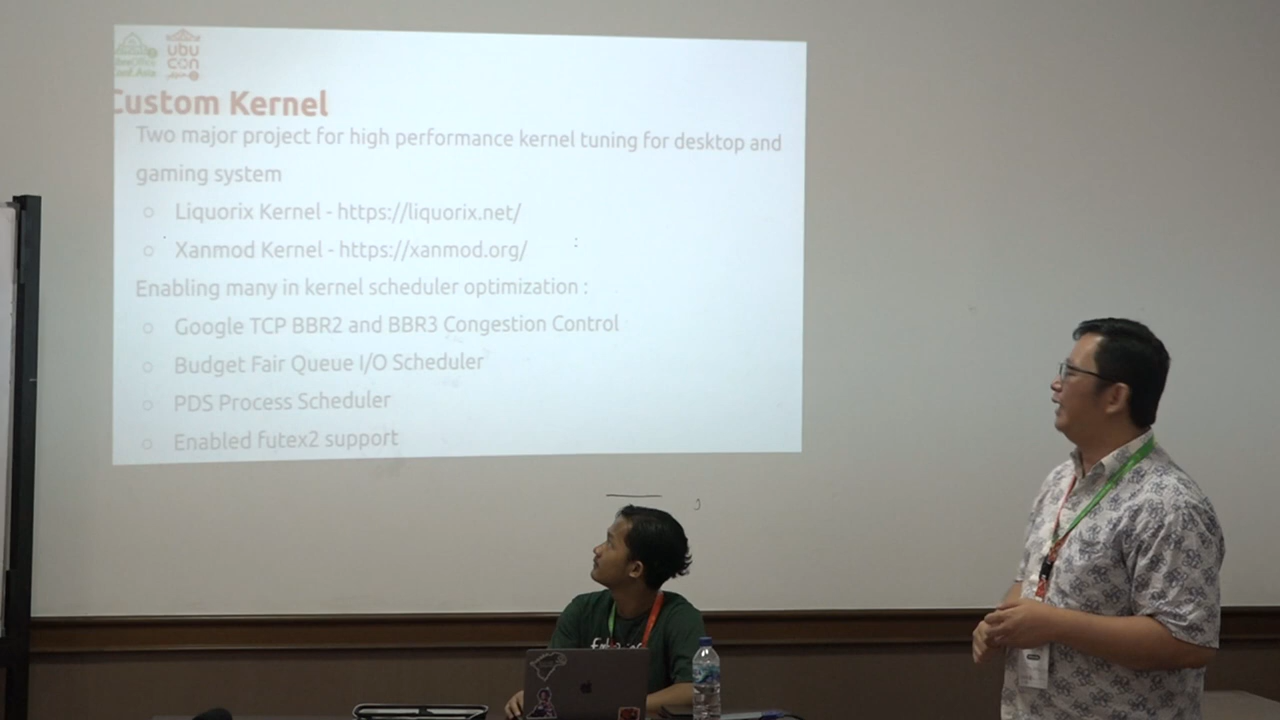 ubu
con
Custom Kernel
Two major project for high performance kernel tuning for desktop and
gaming system
Liquorix Kernel - https://liquorix.net/
Xanmod Kernel - https://xanmod.org/
Enabling many in kernel scheduler optimization :
Google TCP BBR2 and BBR3 Congestion Control
Budget Fair Queue I/O Scheduler
PDS Process Scheduler
Enabled futex2 support